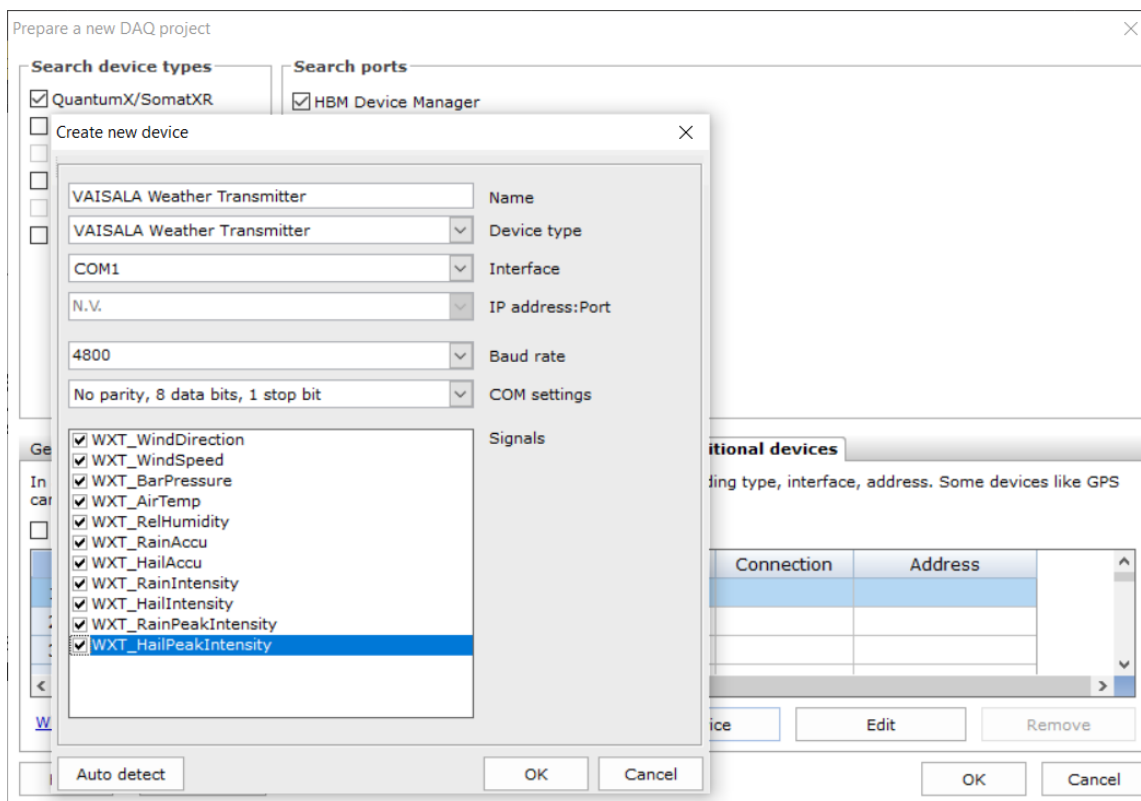 Prepare a new DAQ project
Search device types
Search ports
QuantumX/SomatXR
HBM Device Manager
Create new device
VAISALA Weather Transmitter
Name
VAISALA Weather Transmitter
Device type
COM1
Interface
N.V.
IP address:Port
4800
Baud rate
No parity, 8 data bits, 1 stop bit
COM settings
Signals
WXT_WindDirection
WXT_WindSpeed
WXT_BarPressure
WXT_AirTemp
WXT_RelHumidity
WXT_RainAccu
WXT_HailAccu
WXT_RainIntensity
WXT_HailIntensity
WXT_RainPeakIntensity
WXT_HailPeakIntensity
Auto detect
OK
Cancel
Ge
itional devices
In
ding type, interface, address. Some devices like GPS
car
Connection
Address
W
ice
Edit
Remove
OK
Cancel